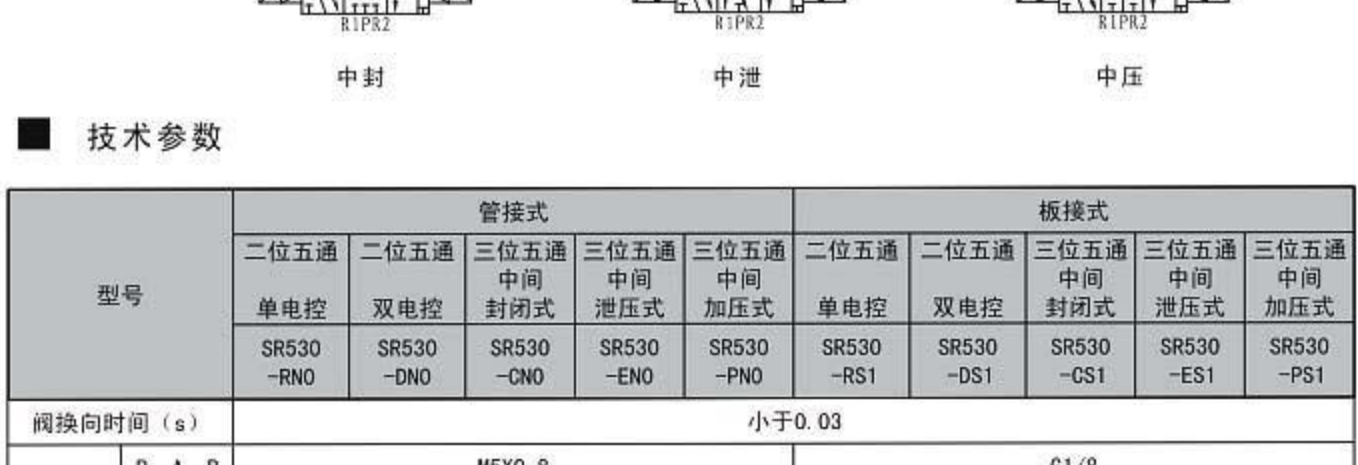 R1PR2 R1PR2 R1PR2
中封 中泄 中压
■ 技术参数
管接式 板接式
型号
二位五通 二位五通 三位五通 三位五通 三位五通 二位五通 二位五通 三位五通 三位五通 三位五通
中间 中间 中间 中间 中间 中间
单电控 双电控 封闭式 泄压式 加压式 单电控 双电控 封闭式 泄压式 加压式
SR530 SR530 SR530 SR530 SR530 SR530 SR530 SR530 SR530 SR530
-RN0 -DN0 -CN0 -EN0 -PN0 -RS1 -DS1 -CS1 -ES1 -PS1
阀换向时间（s） 小于0.03